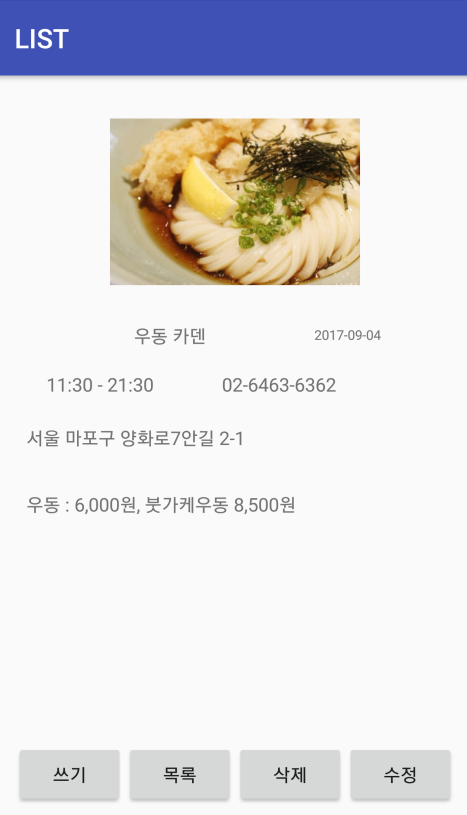 LIST
우동 카덴 2017-09-04
11:30 - 21:30 02-6463-6362
서울 마포구 양화로7안길 2-1
우동 : 6,000원, 붓가케우동 8,500원
쓰기 목록 삭제 수정